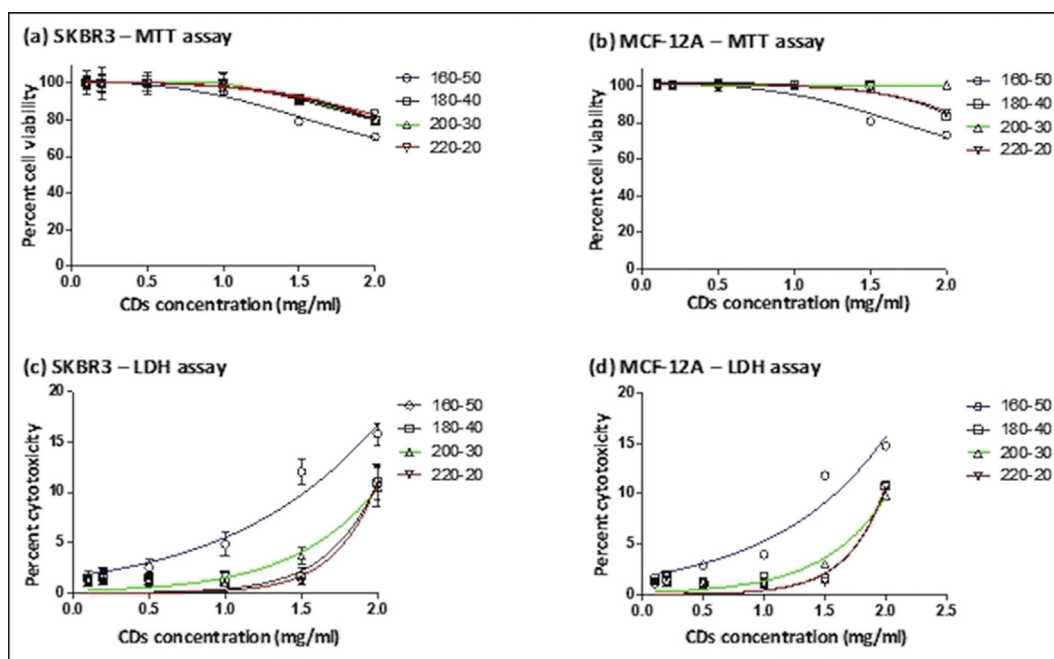 (a) SKBR3 – MTT assay
Percent cell viability
100
80
60
40
20
0
0.0 0.5 1.0 1.5 2.0
CDs concentration (mg/ml)
160-50
180-40
200-30
220-20
(b) MCF-12A – MTT assay
Percent cell viability
100
80
60
40
20
0
0.0 0.5 1.0 1.5 2.0
CDs concentration (mg/ml)
160-50
180-40
200-30
220-20
(c) SKBR3 – LDH assay
Percent cytotoxicity
20
15
10
5
0
0.0 0.5 1.0 1.5 2.0
CDs concentration (mg/ml)
160-50
180-40
200-30
220-20
(d) MCF-12A – LDH assay
Percent cytotoxicity
20
15
10
5
0
0.0 0.5 1.0 1.5 2.0 2.5
CDs concentration (mg/ml)
160-50
180-40
200-30
220-20